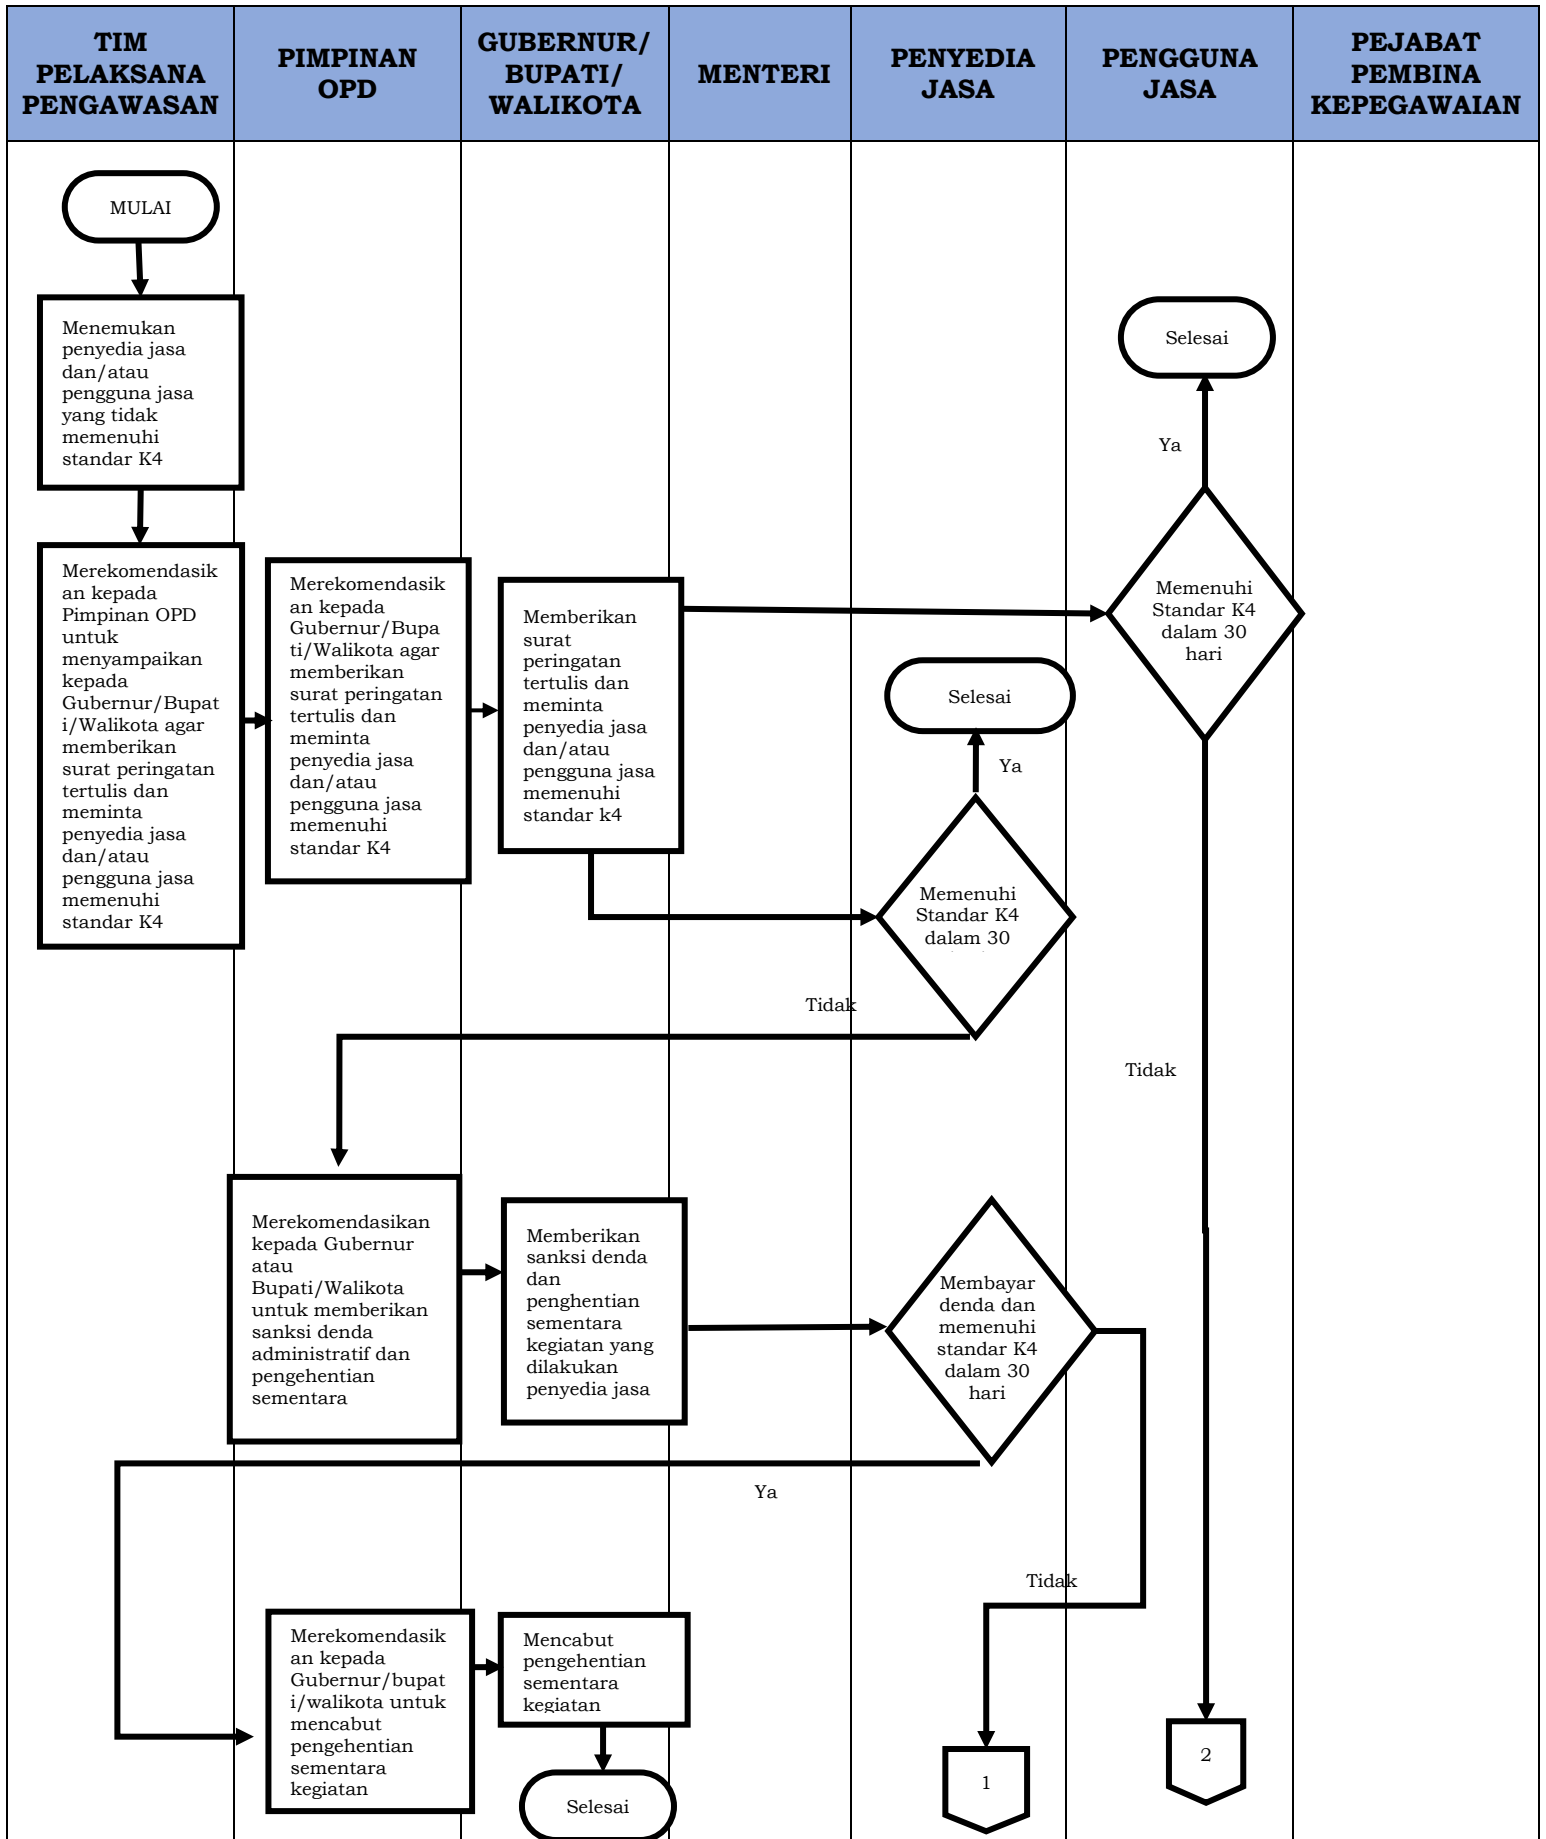 TIM
PELAKSANA
PENGAWASAN
PIMPINAN
OPD
GUBERNUR/
BUPATI/
WALIKOTA
MENTERI
PENYEDIA
JASA
PENGGUNA
JASA
PEJABAT
PEMBINA
KEPEGAWAIAN
MULAI
Menemukan
penyedia jasa
dan/atau
pengguna jasa
yang tidak
memenuhi
standar K4
Selesai
Ya
Merekomendasik
an kepada
Pimpinan OPD
untuk
menyampaikan
kepada
Gubernur/Bupat
i/Walikota agar
memberikan
surat peringatan
tertulis dan
meminta
penyedia jasa
dan/atau
pengguna jasa
memenuhi
standar K4
Merekomendasik
an kepada
Gubernur/Bupa
ti/Walikota agar
memberikan
surat peringatan
tertulis dan
meminta
penyedia jasa
dan/atau
pengguna jasa
memenuhi
standar K4
Memberikan
surat
peringatan
tertulis dan
meminta
penyedia jasa
dan/atau
pengguna jasa
memenuhi
standar k4
Memenuhi
Standar K4
dalam 30
hari
Selesai
Ya
Memenuhi
Standar K4
dalam 30
Tidak
Tidak
Merekomendasikan
kepada Gubernur
atau
Bupati/Walikota
untuk memberikan
sanksi denda
administratif dan
pengehentian
sementara
Memberikan
sanksi denda
dan
penghentian
sementara
kegiatan yang
dilakukan
penyedia jasa
Membayar
denda dan
memenuhi
standar K4
dalam 30
hari
Ya
Tidak
Merekomendasik
an kepada
Gubernur/bupat
i/walikota untuk
mencabut
pengehentian
sementara
kegiatan
Mencabut
pengehentian
sementara
kegiatan
Selesai
1
2